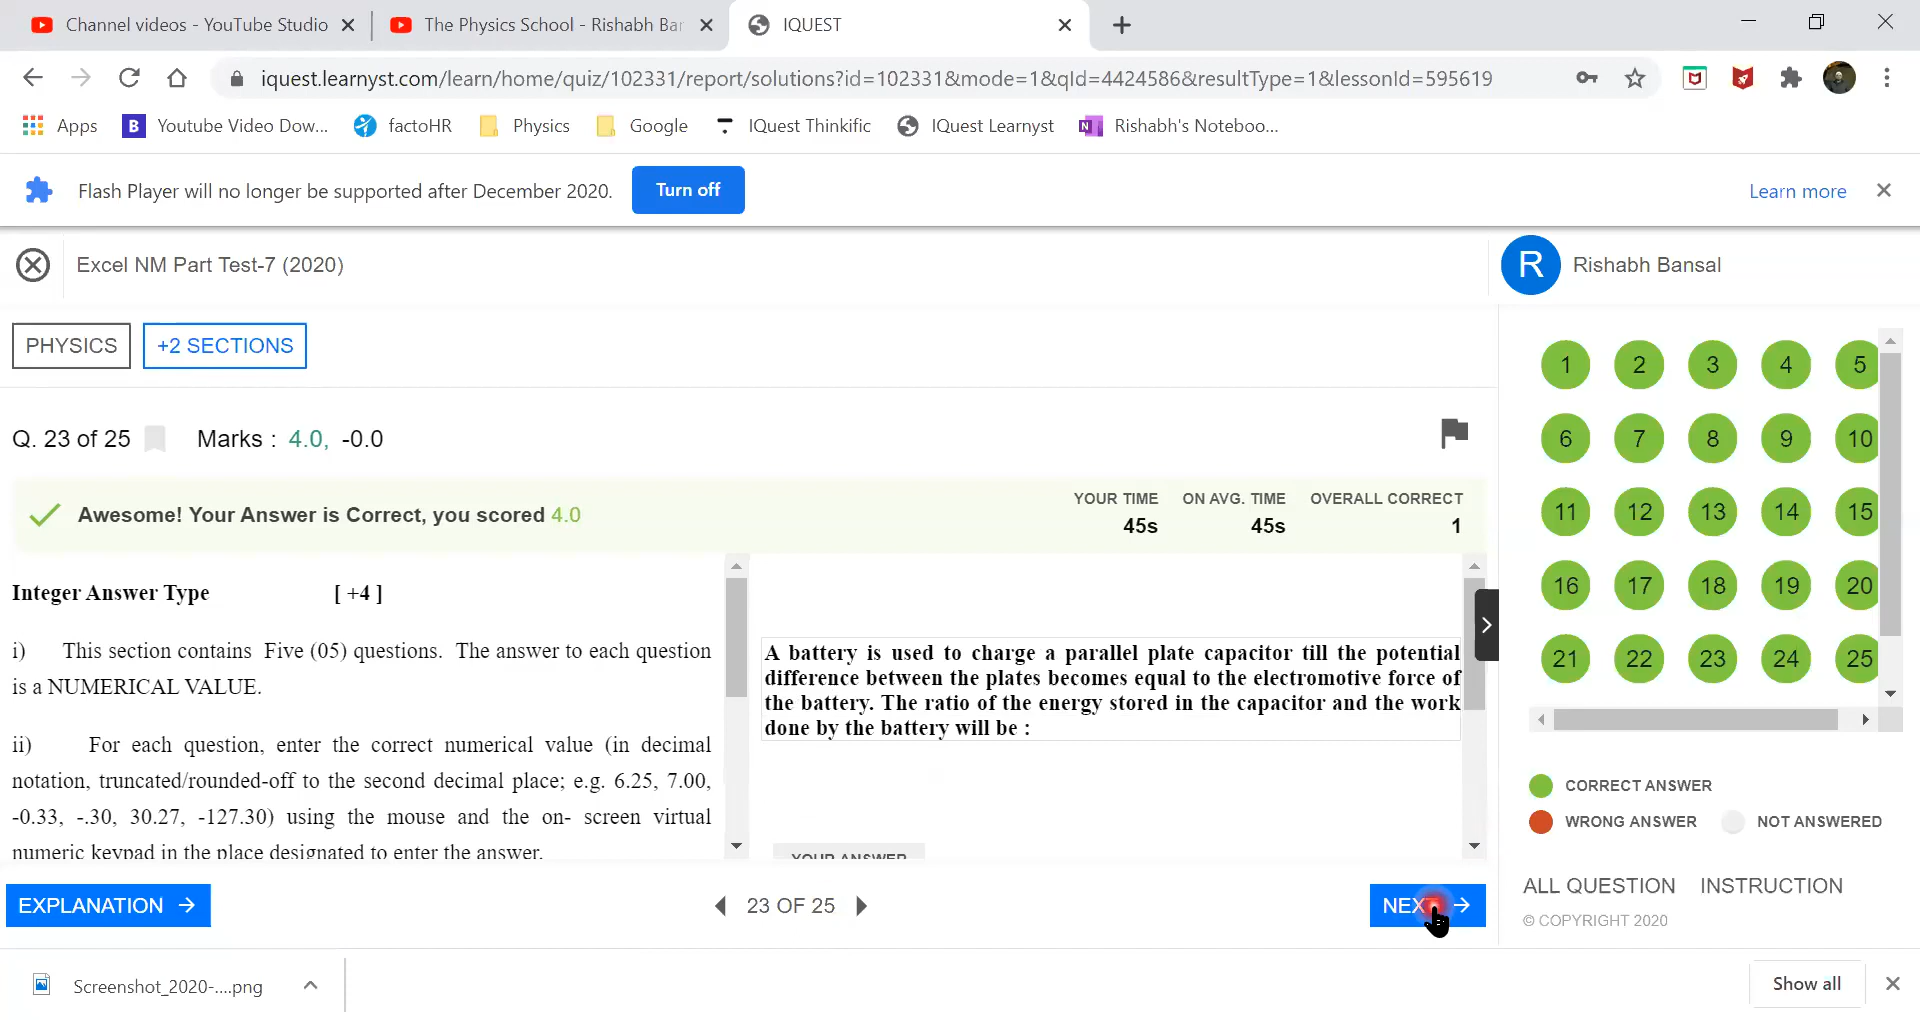 Channel videos - YouTube Studio
The Physics School - Rishabh Bar
IQUEST
iquest.learnyst.com/learn/home/quiz/102331/report/solutions?id=102331&mode=1&qId=4424586&resultType=1&lessonId=595619
Apps
B
Youtube Video Dow...
factoHR
Physics
Google
IQuest Thinkific
IQuest Learnyst
Rishabh's Noteboo...
Flash Player will no longer be supported after December 2020.
Turn off
Learn more
Excel NM Part Test-7 (2020)
R
Rishabh Bansal
PHYSICS
+2 SECTIONS
Q. 23 of 25
Marks : 4.0, -0.0
Awesome! Your Answer is Correct, you scored 4.0
YOUR TIME
45s
ON AVG. TIME
45s
OVERALL CORRECT
1
Integer Answer Type [ +4 ]
i) This section contains Five (05) questions. The answer to each question
is a NUMERICAL VALUE.
ii) For each question, enter the correct numerical value (in decimal
notation, truncated/rounded-off to the second decimal place; e.g. 6.25, 7.00,
-0.33, -.30, 30.27, -127.30) using the mouse and the on- screen virtual
numeric keypad in the place designated to enter the answer.
A battery is used to charge a parallel plate capacitor till the potential
difference between the plates becomes equal to the electromotive force of
the battery. The ratio of the energy stored in the capacitor and the work
done by the battery will be :
YOUR ANSWER
EXPLANATION
23 OF 25
NEXT
1 2 3 4 5
6 7 8 9 10
11 12 13 14 15
16 17 18 19 20
21 22 23 24 25
CORRECT ANSWER
WRONG ANSWER
NOT ANSWERED
ALL QUESTION
INSTRUCTION
© COPYRIGHT 2020
Screenshot_2020-....png
Show all